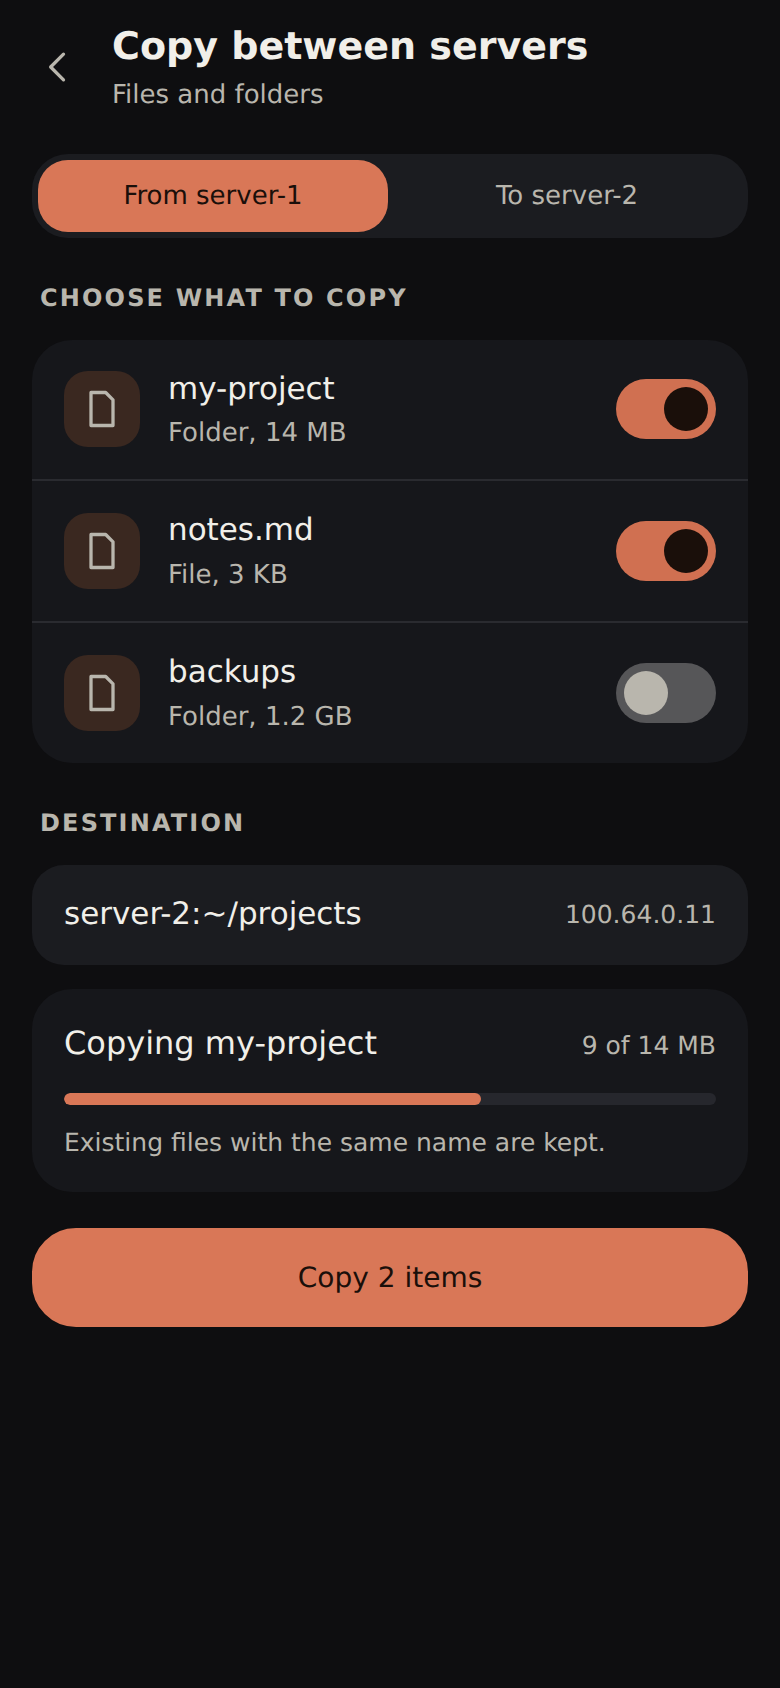 Copy between servers
Files and folders
From server-1
To server-2
CHOOSE WHAT TO COPY
my-project
Folder, 14 MB
notes.md
File, 3 KB
backups
Folder, 1.2 GB
DESTINATION
server-2:~/projects
100.64.0.11
Copying my-project
9 of 14 MB
Existing files with the same name are kept.
Copy 2 items